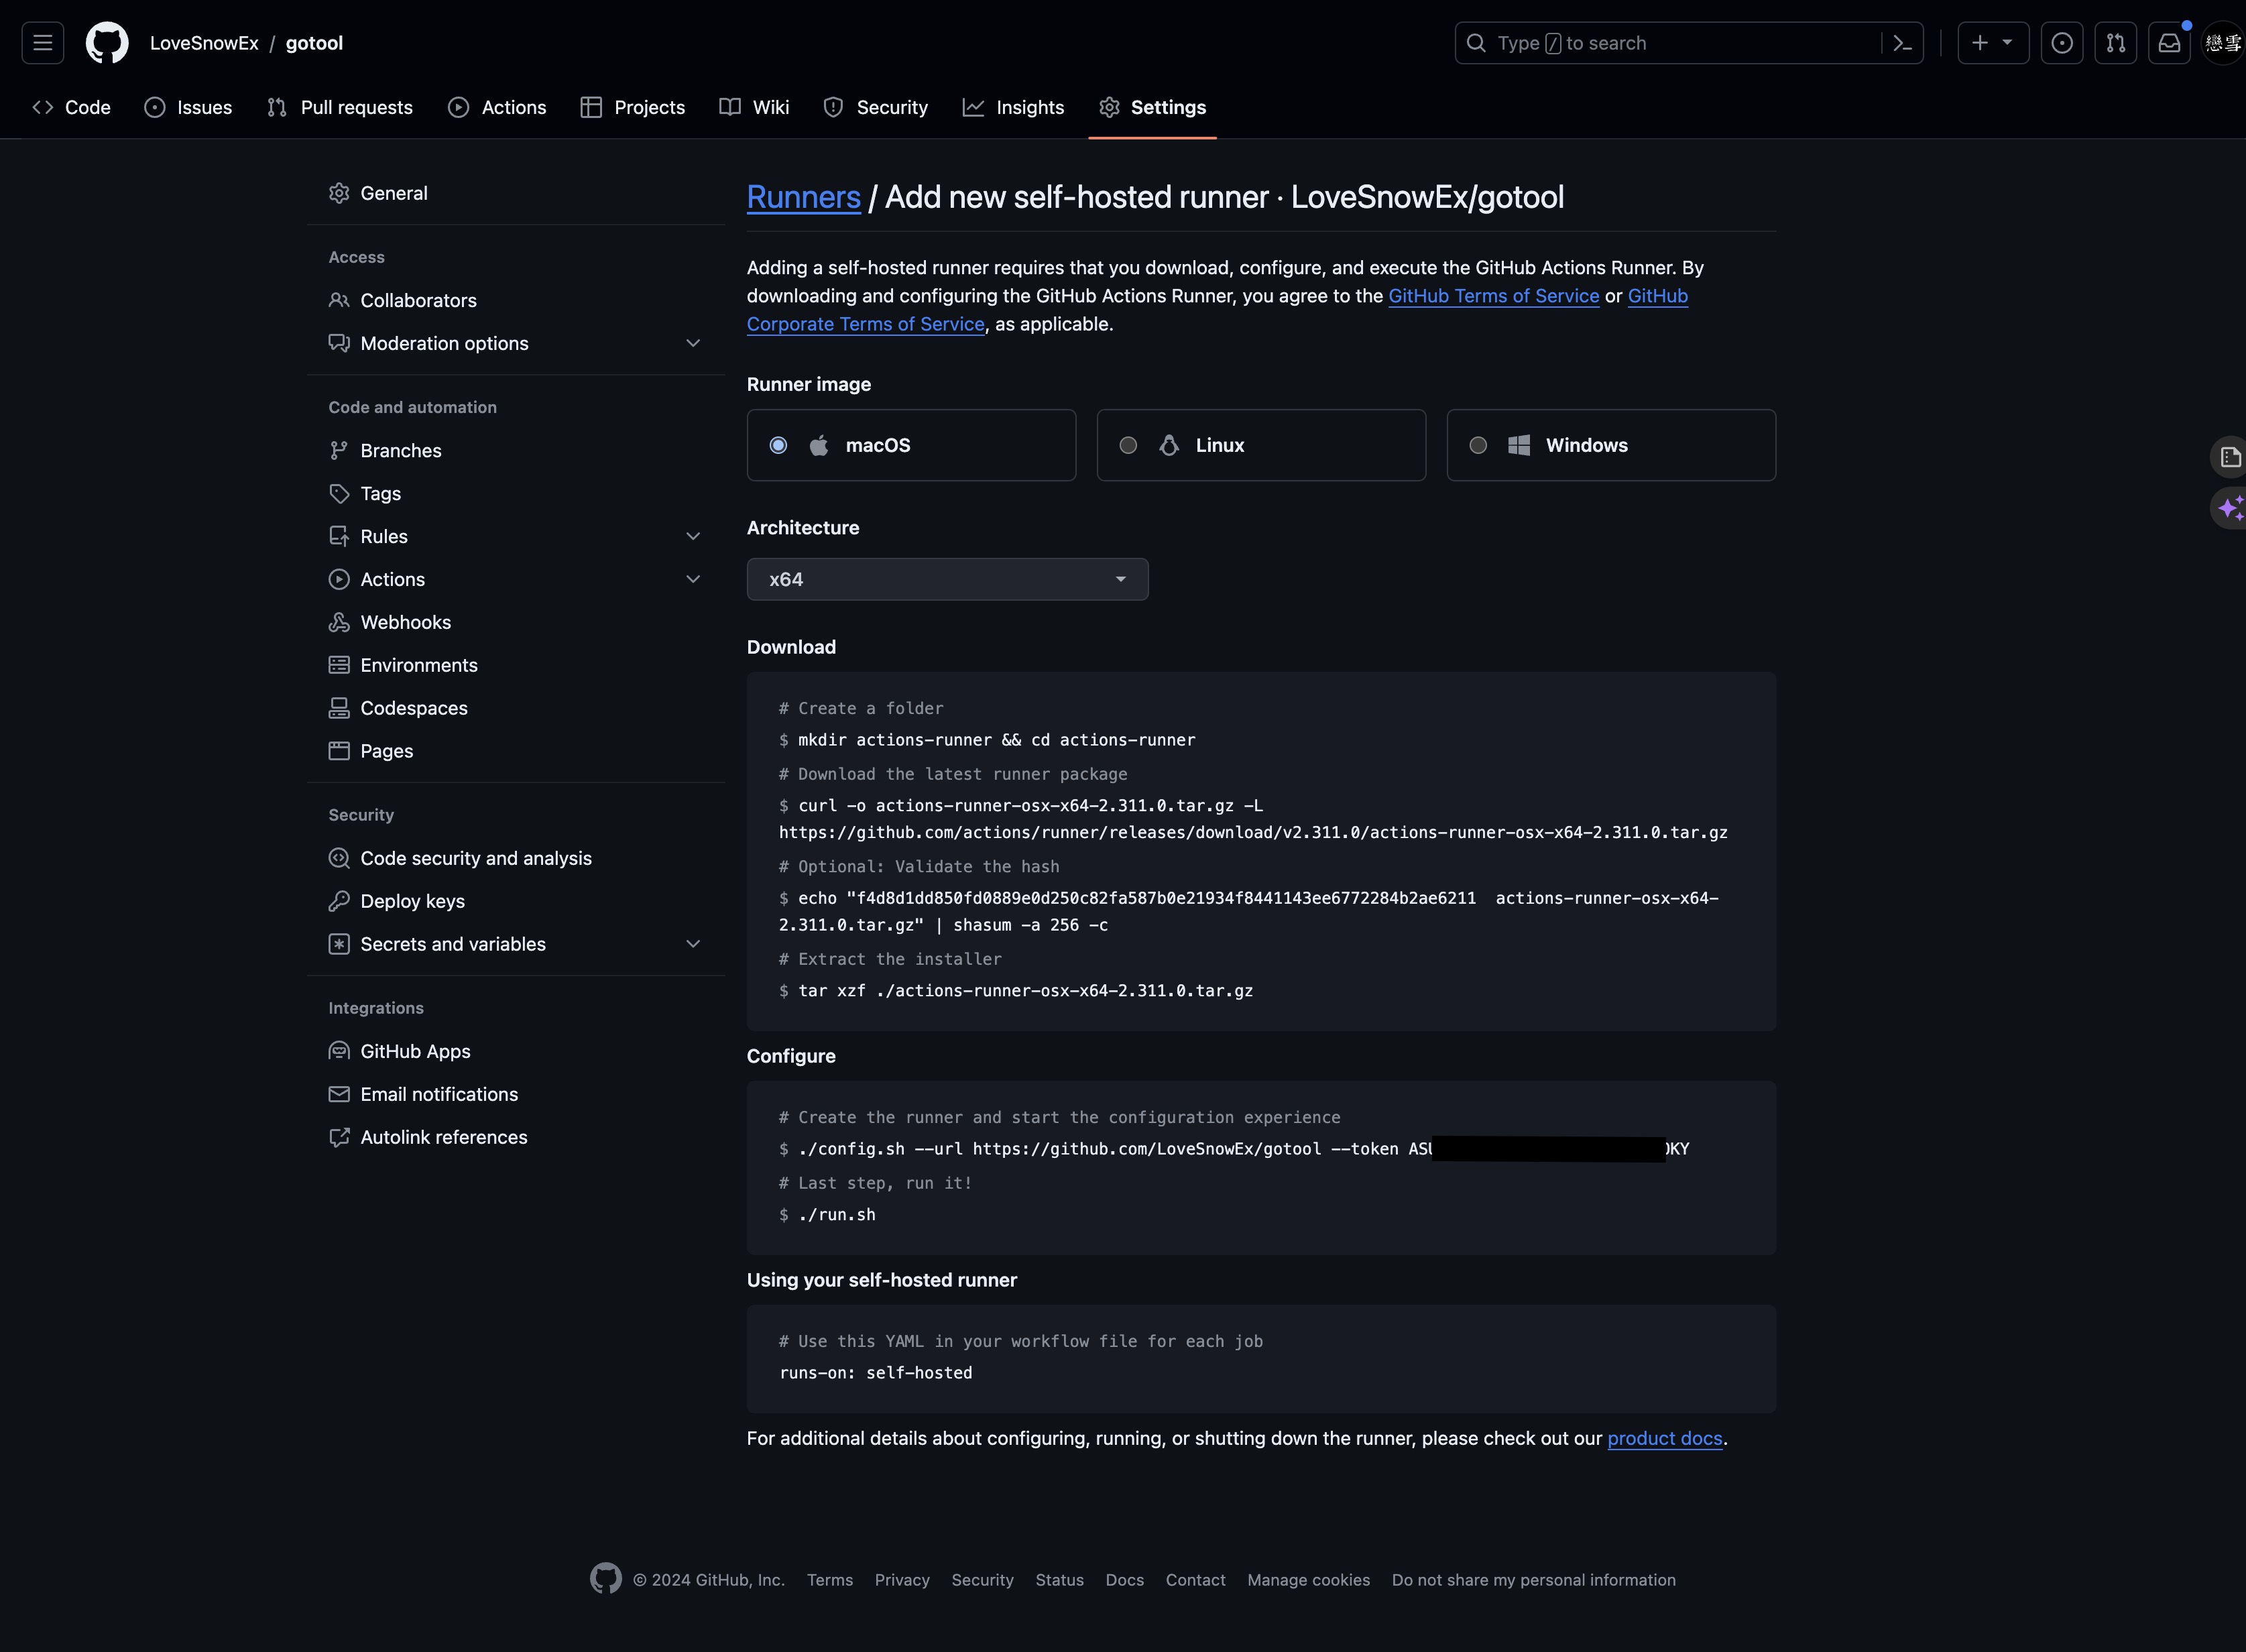 LoveSnowEx / gotool
Type / to search
戀雪
Code
Issues
Pull requests
Actions
Projects
Wiki
Security
Insights
Settings
General
Access
Collaborators
Moderation options
Code and automation
Branches
Tags
Rules
Actions
Webhooks
Environments
Codespaces
Pages
Security
Code security and analysis
Deploy keys
Secrets and variables
Integrations
GitHub Apps
Email notifications
Autolink references
Runners / Add new self-hosted runner · LoveSnowEx/gotool
Adding a self-hosted runner requires that you download, configure, and execute the GitHub Actions Runner. By
downloading and configuring the GitHub Actions Runner, you agree to the GitHub Terms of Service or GitHub
Corporate Terms of Service, as applicable.
Runner image
macOS
Linux
Windows
Architecture
x64
Download
# Create a folder
$ mkdir actions-runner && cd actions-runner
# Download the latest runner package
$ curl -o actions-runner-osx-x64-2.311.0.tar.gz -L
https://github.com/actions/runner/releases/download/v2.311.0/actions-runner-osx-x64-2.311.0.tar.gz
# Optional: Validate the hash
$ echo "f4d8d1dd850fd0889e0d250c82fa587b0e21934f8441143ee6772284b2ae6211  actions-runner-osx-x64-
2.311.0.tar.gz" | shasum -a 256 -c
# Extract the installer
$ tar xzf ./actions-runner-osx-x64-2.311.0.tar.gz
Configure
# Create the runner and start the configuration experience
$ ./config.sh --url https://github.com/LoveSnowEx/gotool --token
# Last step, run it!
$ ./run.sh
Using your self-hosted runner
# Use this YAML in your workflow file for each job
runs-on: self-hosted
For additional details about configuring, running, or shutting down the runner, please check out our product docs.
© 2024 GitHub, Inc.
Terms
Privacy
Security
Status
Docs
Contact
Manage cookies
Do not share my personal information